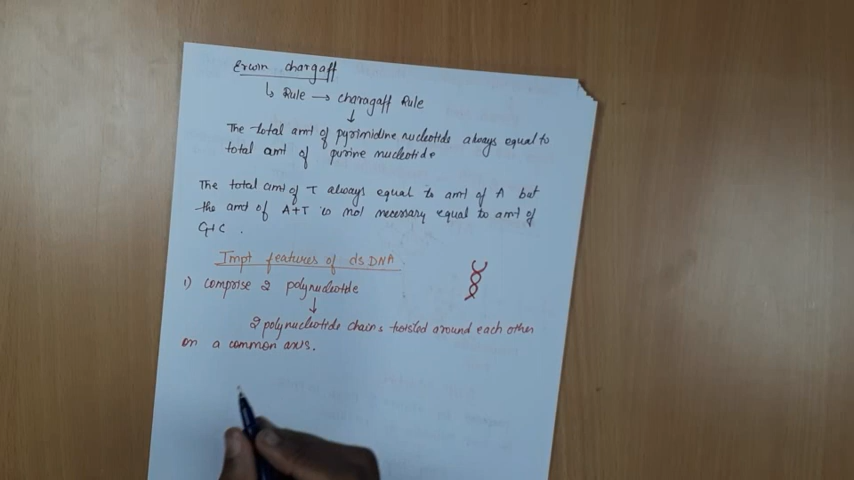 Erwin chargaff
↳ Rule → charagaff Rule
↓
The total amt of pyrimidine nucleotide always equal to
total amt of purine nucleotide
The total amt of T always equal to amt of A but
the amt of A+T is not necessary equal to amt of
G+C .
Impt features of ds DNA
1) comprise 2 polynucleotide
↓
2 polynucleotide chains twisted around each other
on a common axis.